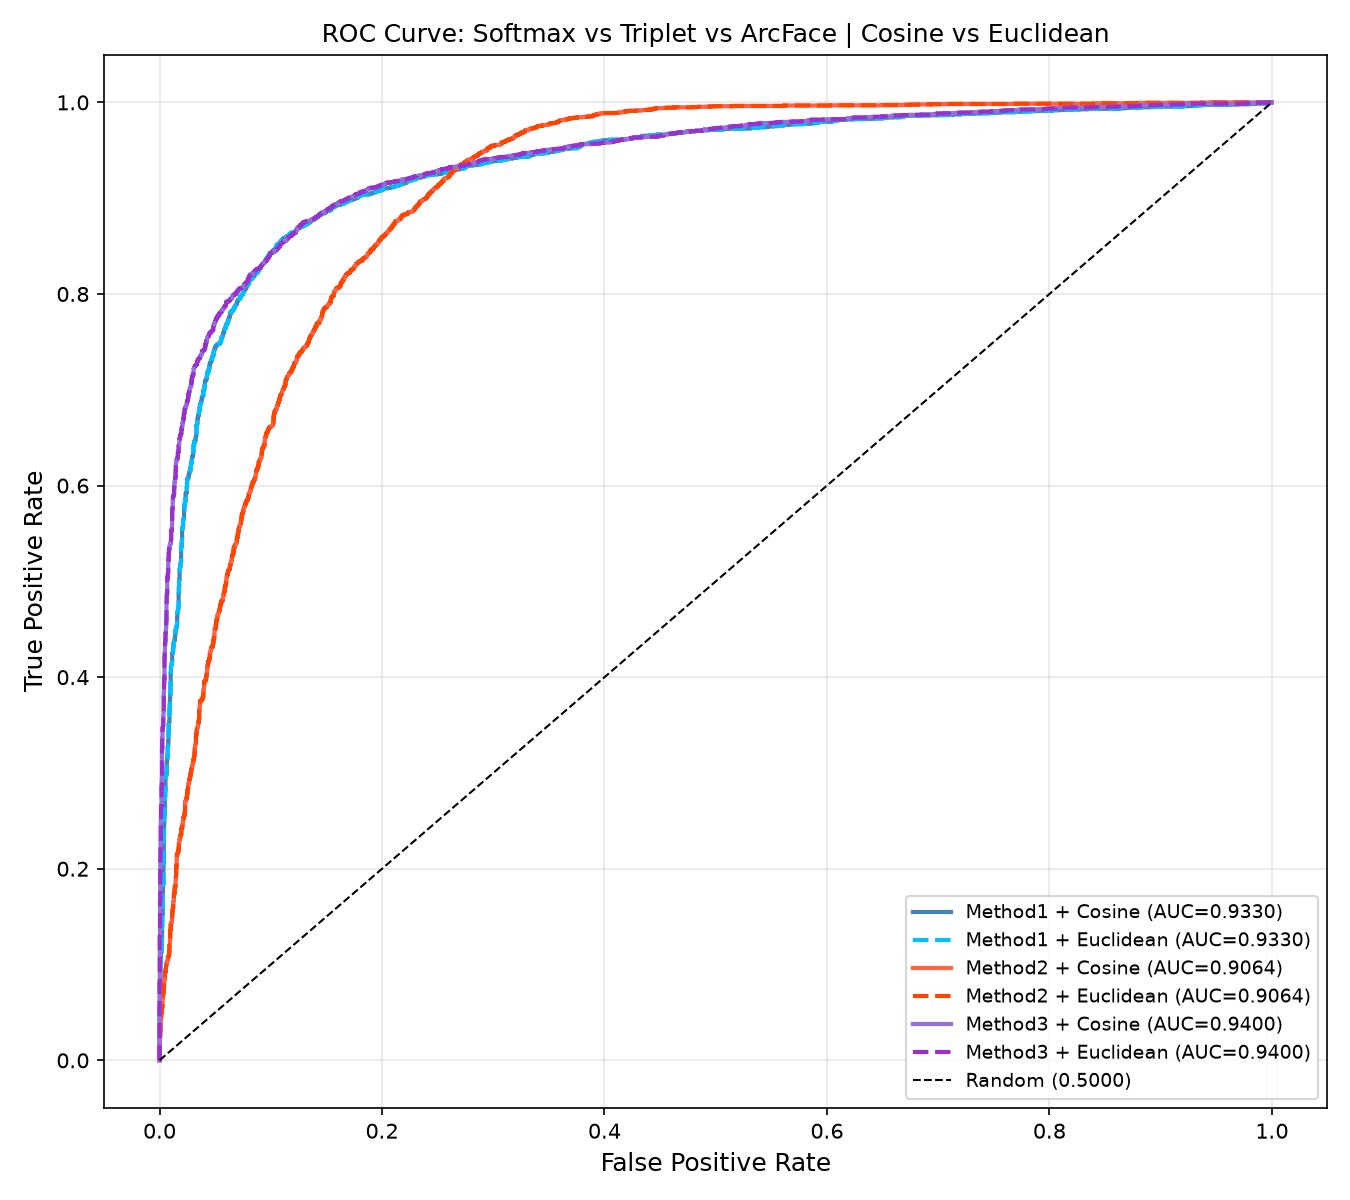 ROC Curve: Softmax vs Triplet vs ArcFace | Cosine vs Euclidean
True Positive Rate
1.0
0.8
0.6
0.4
0.2
0.0
Method1 + Cosine (AUC=0.9330)
Method1 + Euclidean (AUC=0.9330)
Method2 + Cosine (AUC=0.9064)
Method2 + Euclidean (AUC=0.9064)
Method3 + Cosine (AUC=0.9400)
Method3 + Euclidean (AUC=0.9400)
Random (0.5000)
0.0 0.2 0.4 0.6 0.8 1.0
False Positive Rate